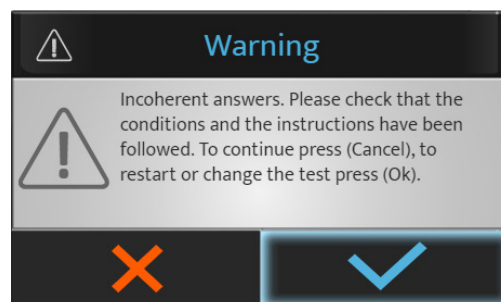 Warning
Incoherent answers. Please check that the
conditions and the instructions have been
followed. To continue press (Cancel), to
restart or change the test press (Ok).